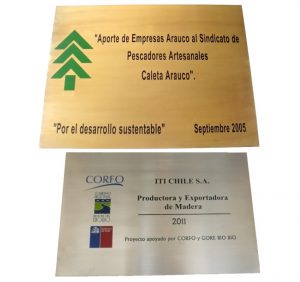 "Aporte de Empresas Arauco al Sindicato de
Pescadores Artesanales
Caleta Arauco".
"Por el desarrollo sustentable" Septiembre 2005
CORFO
ITI CHILE S.A.
Productora y Exportadora
de Madera
2011
Proyecto apoyado por CORFO y GORE BIO BIO